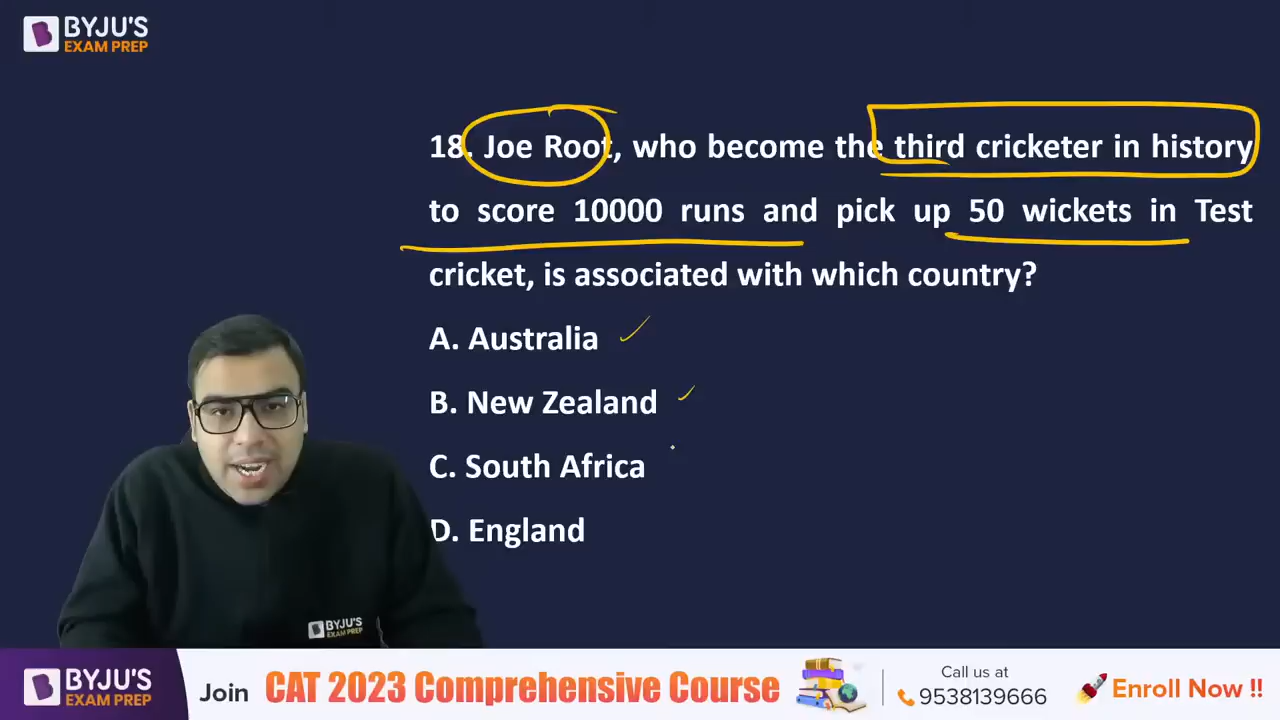 BYJU'S
EXAM PREP
18. Joe Root, who become the third cricketer in history
to score 10000 runs and pick up 50 wickets in Test
cricket, is associated with which country?
A. Australia
B. New Zealand
C. South Africa
D. England
BYJU'S
EXAM PREP
BYJU'S
EXAM PREP
Join CAT 2023 Comprehensive Course
Call us at
9538139666
Enroll Now !!